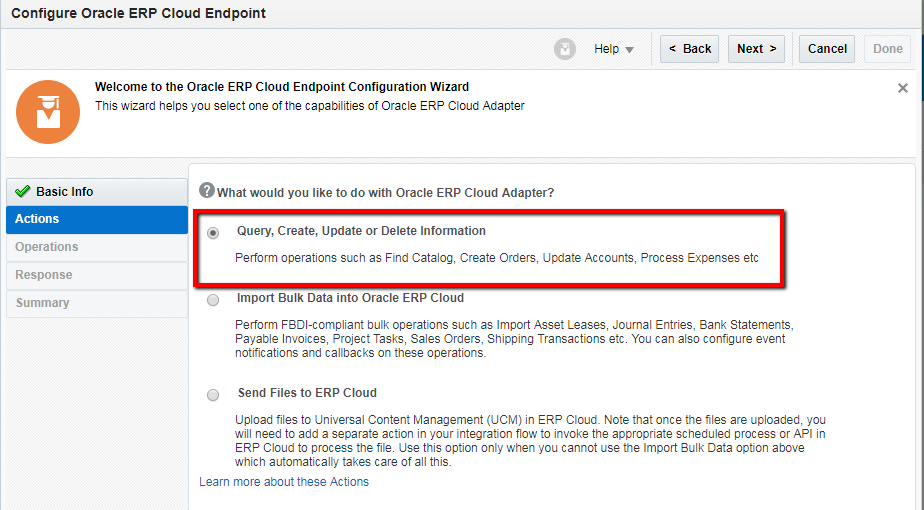 Configure Oracle ERP Cloud Endpoint
Help
< Back
Next >
Cancel
Done
Welcome to the Oracle ERP Cloud Endpoint Configuration Wizard
This wizard helps you select one of the capabilities of Oracle ERP Cloud Adapter
Basic Info
Actions
Operations
Response
Summary
What would you like to do with Oracle ERP Cloud Adapter?
Query, Create, Update or Delete Information
Perform operations such as Find Catalog, Create Orders, Update Accounts, Process Expenses etc
Import Bulk Data into Oracle ERP Cloud
Perform FBDI-compliant bulk operations such as Import Asset Leases, Journal Entries, Bank Statements,
Payable Invoices, Project Tasks, Sales Orders, Shipping Transactions etc. You can also configure event
notifications and callbacks on these operations.
Send Files to ERP Cloud
Upload files to Universal Content Management (UCM) in ERP Cloud. Note that once the files are uploaded, you
will need to add a separate action in your integration flow to invoke the appropriate scheduled process or API in
ERP Cloud to process the file. Use this option only when you cannot use the Import Bulk Data option above
which automatically takes care of all this.
Learn more about these Actions